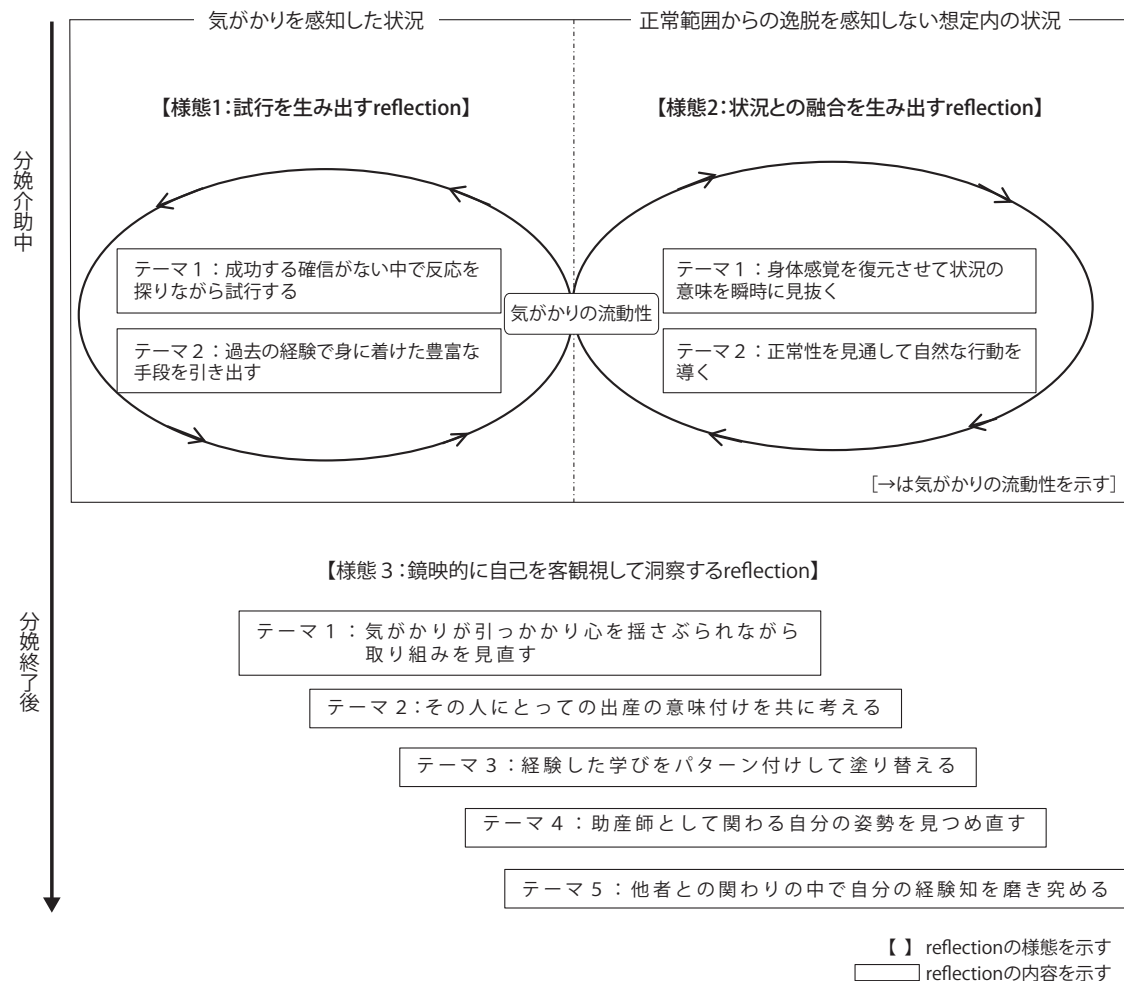 気がかりを感知した状況
正常範囲からの逸脱を感知しない想定内の状況
【様態1：試行を生み出すreflection】
【様態2：状況との融合を生み出すreflection】
分娩介助中
テーマ１：成功する確信がない中で反応を
探りながら試行する
テーマ２：過去の経験で身に着けた豊富な
手段を引き出す
気がかりの流動性
テーマ１：身体感覚を復元させて状況の
意味を瞬時に見抜く
テーマ２：正常性を見通して自然な行動を
導く
［→は気がかりの流動性を示す］
【様態３：鏡映的に自己を客観視して洞察するreflection】
分娩終了後
テーマ１：気がかりが引っかかり心を揺さぶられながら
取り組みを見直す
テーマ２：その人にとっての出産の意味付けを共に考える
テーマ３：経験した学びをパターン付けして塗り替える
テーマ４：助産師として関わる自分の姿勢を見つめ直す
テーマ５：他者との関わりの中で自分の経験知を磨き究める
【 】reflectionの様態を示す
reflectionの内容を示す